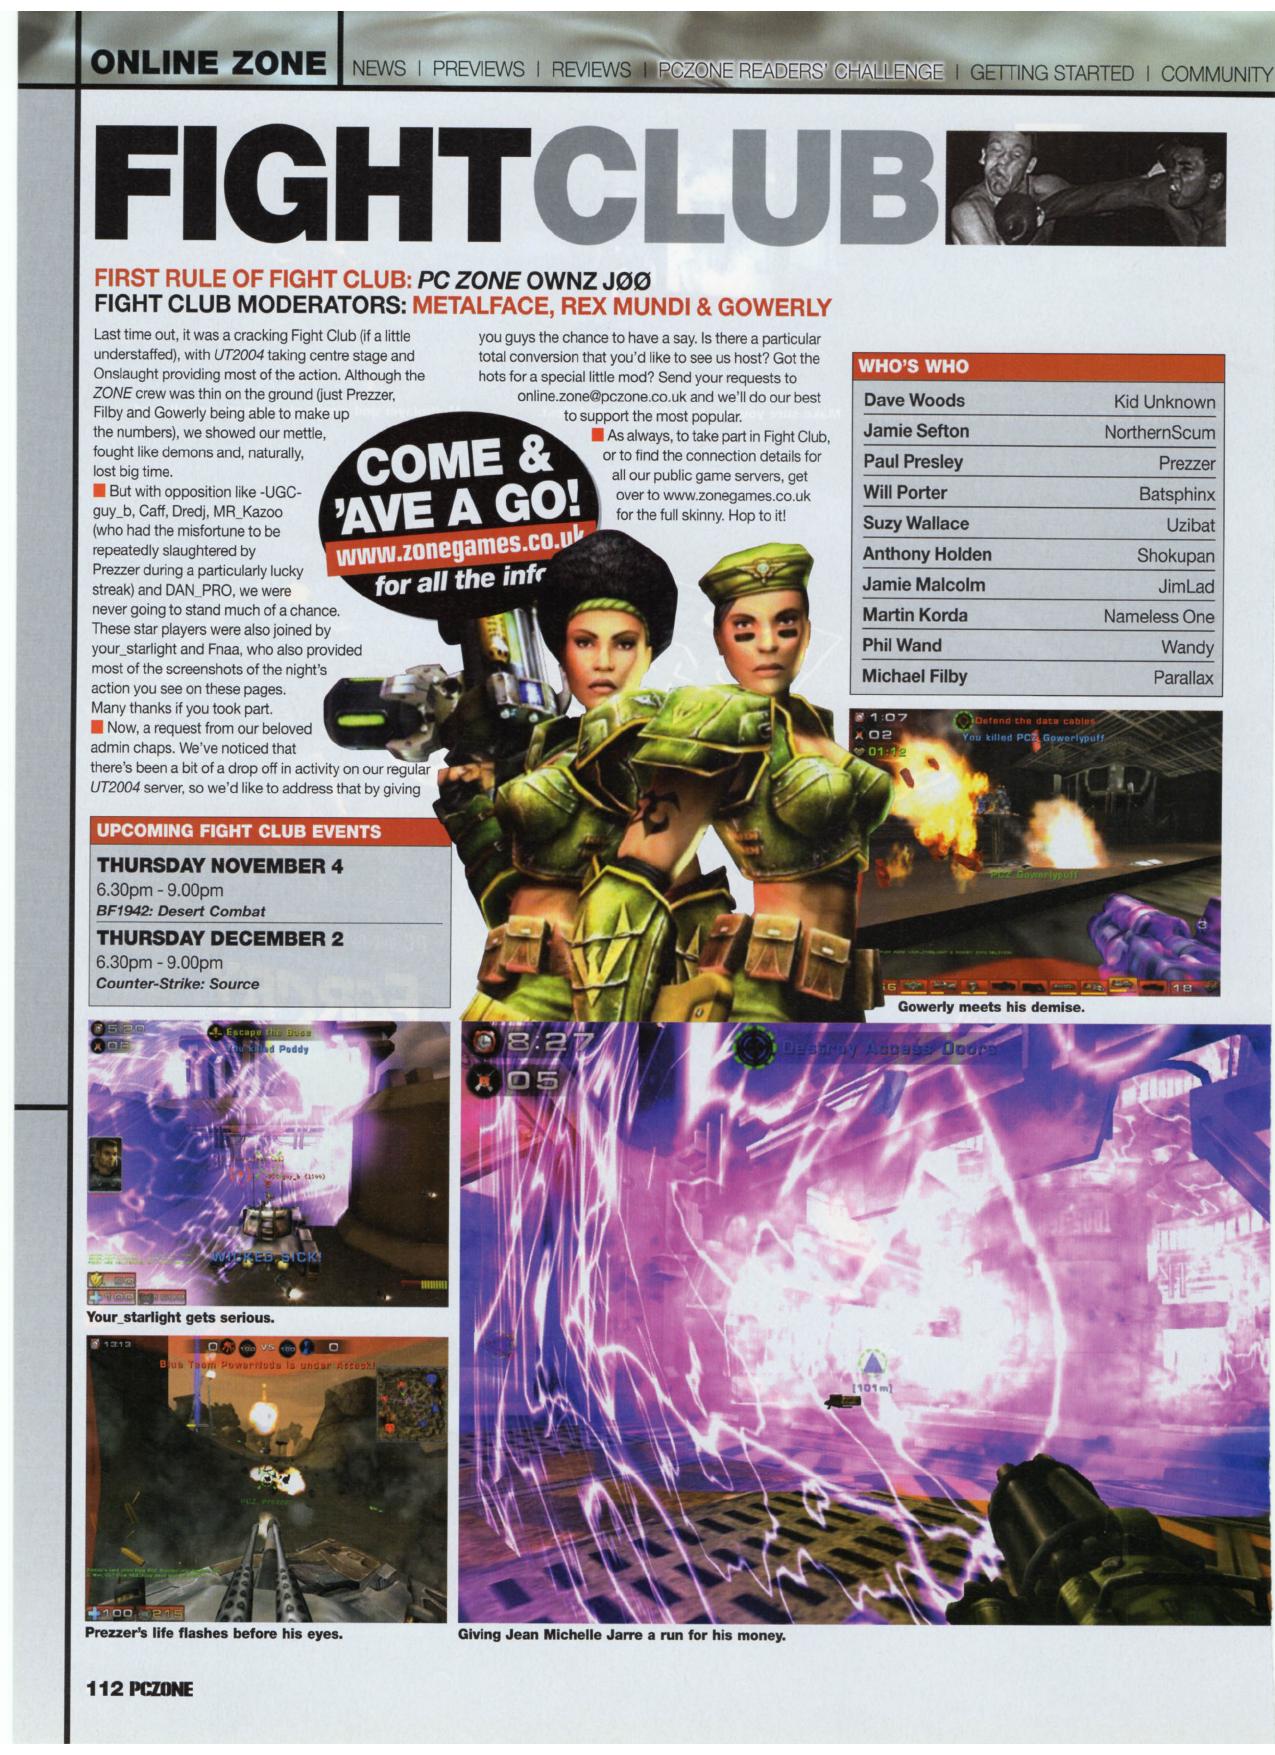 ONLINE ZONE
NEWS | PREVIEWS | REVIEWS | PCZONE READERS' CHALLENGE | GETTING STARTED | COMMUNITY
FIGHTCLUB
FIRST RULE OF FIGHT CLUB: PC ZONE OWNZ JØØ
FIGHT CLUB MODERATORS: METALFACE, REX MUNDI & GOWERLY
Last time out, it was a cracking Fight Club (if a little
understaffed), with UT2004 taking centre stage and
Onslaught providing most of the action. Although the
ZONE crew was thin on the ground (just Prezzer,
Filby and Gowerly being able to make up
the numbers), we showed our mettle,
fought like demons and, naturally,
lost big time.
■ But with opposition like -UGC-
guy_b, Caff, Dredj, MR_Kazoo
(who had the misfortune to be
repeatedly slaughtered by
Prezzer during a particularly lucky
streak) and DAN_PRO, we were
never going to stand much of a chance.
These star players were also joined by
your_starlight and Fnaa, who also provided
most of the screenshots of the night's
action you see on these pages.
Many thanks if you took part.
■ Now, a request from our beloved
admin chaps. We've noticed that
there's been a bit of a drop off in activity on our regular
UT2004 server, so we'd like to address that by giving
you guys the chance to have a say. Is there a particular
total conversion that you'd like to see us host? Got the
hots for a special little mod? Send your requests to
online.zone@pczone.co.uk and we'll do our best
to support the most popular.
■ As always, to take part in Fight Club,
or to find the connection details for
all our public game servers, get
over to www.zonegames.co.uk
for the full skinny. Hop to it!
COME &
'AVE A GO!
www.zonegames.co.uk
for all the info
WHO'S WHO
Dave Woods Kid Unknown
Jamie Sefton NorthernScum
Paul Presley Prezzer
Will Porter Batsphinx
Suzy Wallace Uzibat
Anthony Holden Shokupan
Jamie Malcolm JimLad
Martin Korda Nameless One
Phil Wand Wandy
Michael Filby Parallax
UPCOMING FIGHT CLUB EVENTS
THURSDAY NOVEMBER 4
6.30pm - 9.00pm
BF1942: Desert Combat
THURSDAY DECEMBER 2
6.30pm - 9.00pm
Counter-Strike: Source
1:07
Defend the data cables
02
You killed PCZ_Gowerlypuff
01:12
PCZ_Gowerlypuff
18
Gowerly meets his demise.
5:20
Escape the Base
You killed Peddy
WICKED SICK!
100
Your_starlight gets serious.
13:13
0 100 VS 100 0
Blue Team PowerNode is under Attack!
PCZ_Prezzer
100 215
Prezzer's life flashes before his eyes.
8:27
Destroy Access Doors
05
[101m]
Giving Jean Michelle Jarre a run for his money.
112 PCZONE